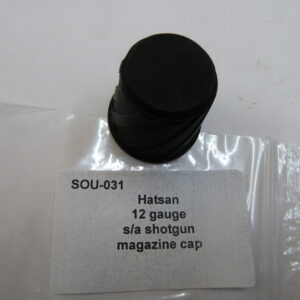 SOU-031
Hatsan
12 gauge
s/a shotgun
magazine cap